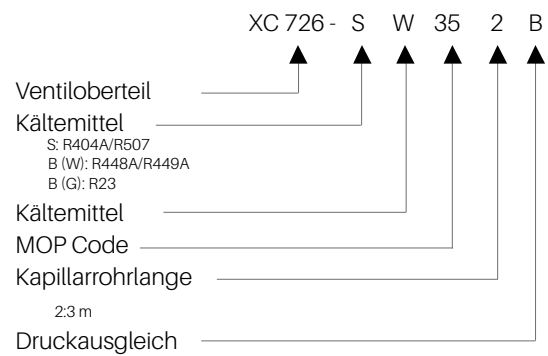 XC 726 - S W 35 2 B
Ventiloberteil
Kältemittel
S: R404A/R507
B (W): R448A/R449A
B (G): R23
Kältemittel
MOP Code
Kapillarrohrlange
2:3 m
Druckausgleich